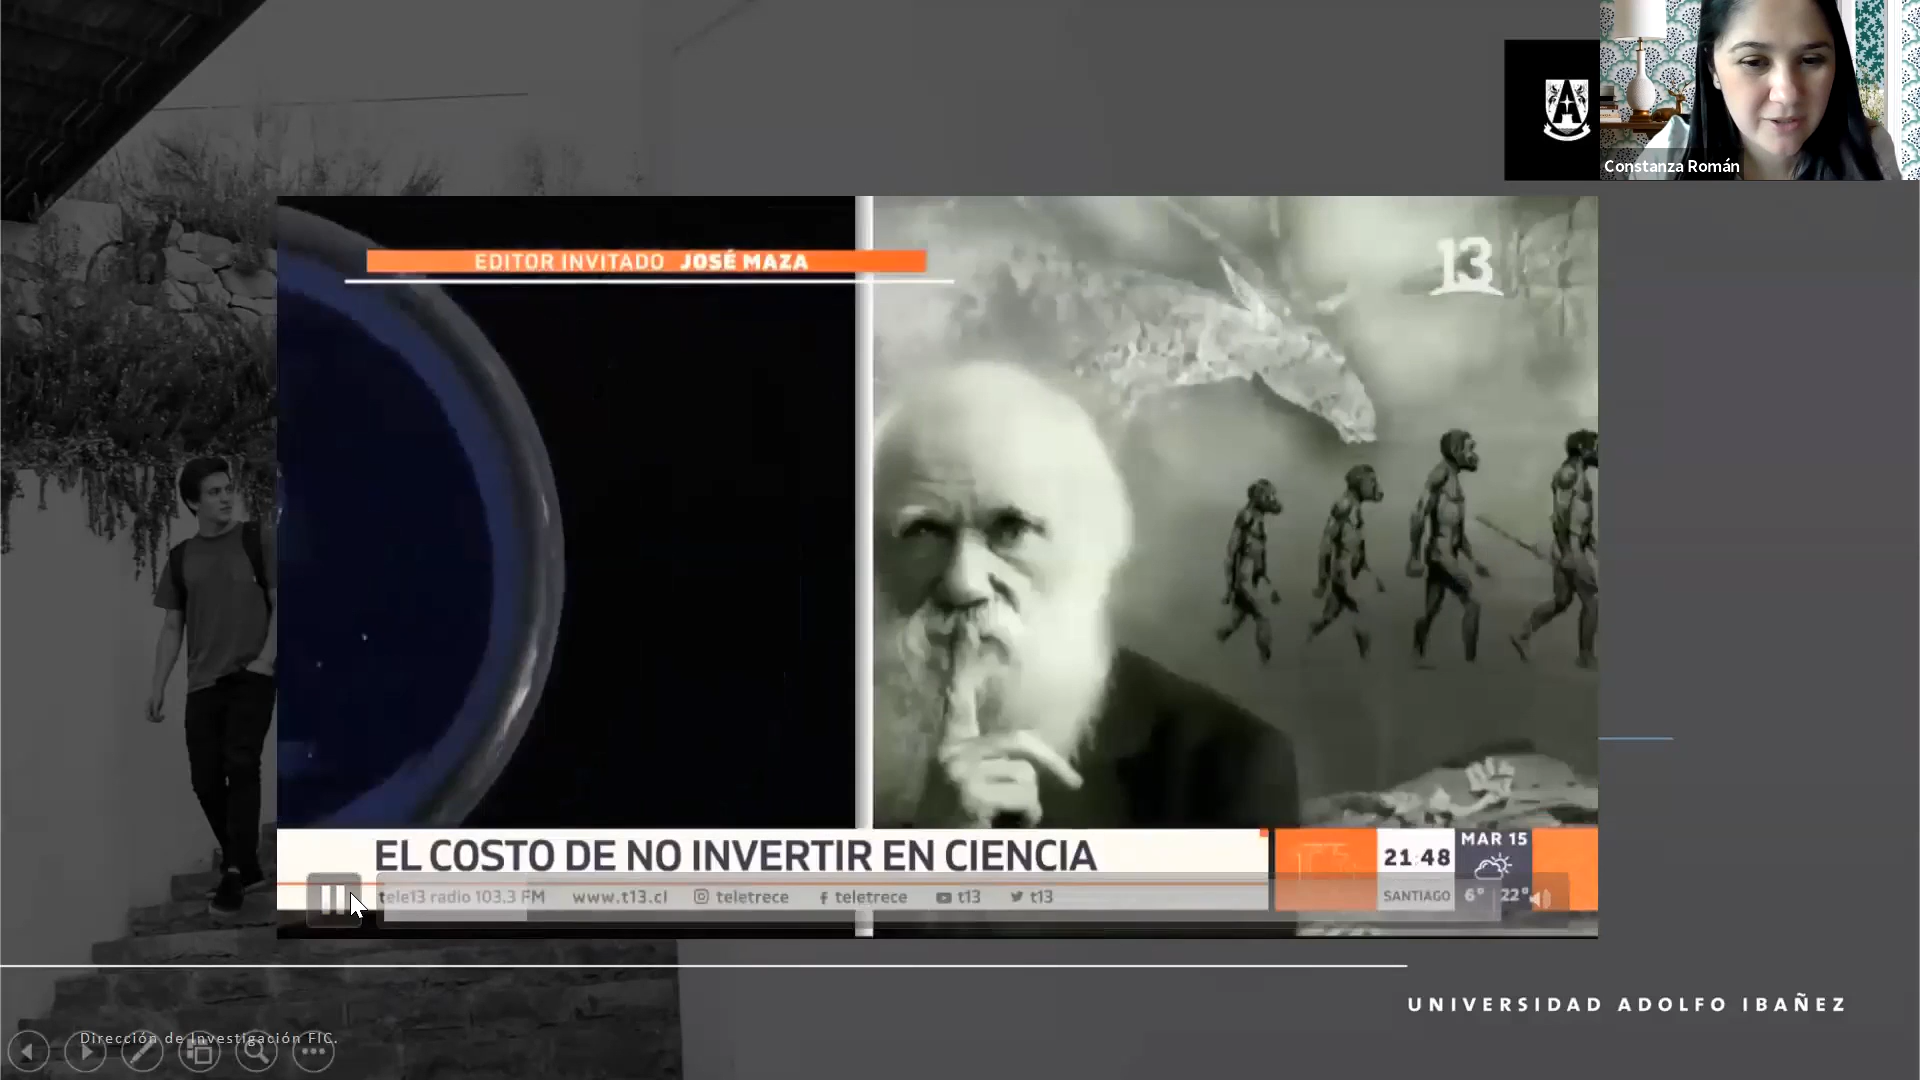 Constanza Román
EDITOR INVITADO JOSÉ MAZA
13
EL COSTO DE NO INVERTIR EN CIENCIA
21:48
MAR 15
tele13 radio 103.3 FM www.t13.cl teletrece teletrece t13 t13
SANTIAGO 6° 22°
UNIVERSIDAD ADOLFO IBAÑEZ
Dirección de Investigación FIC.